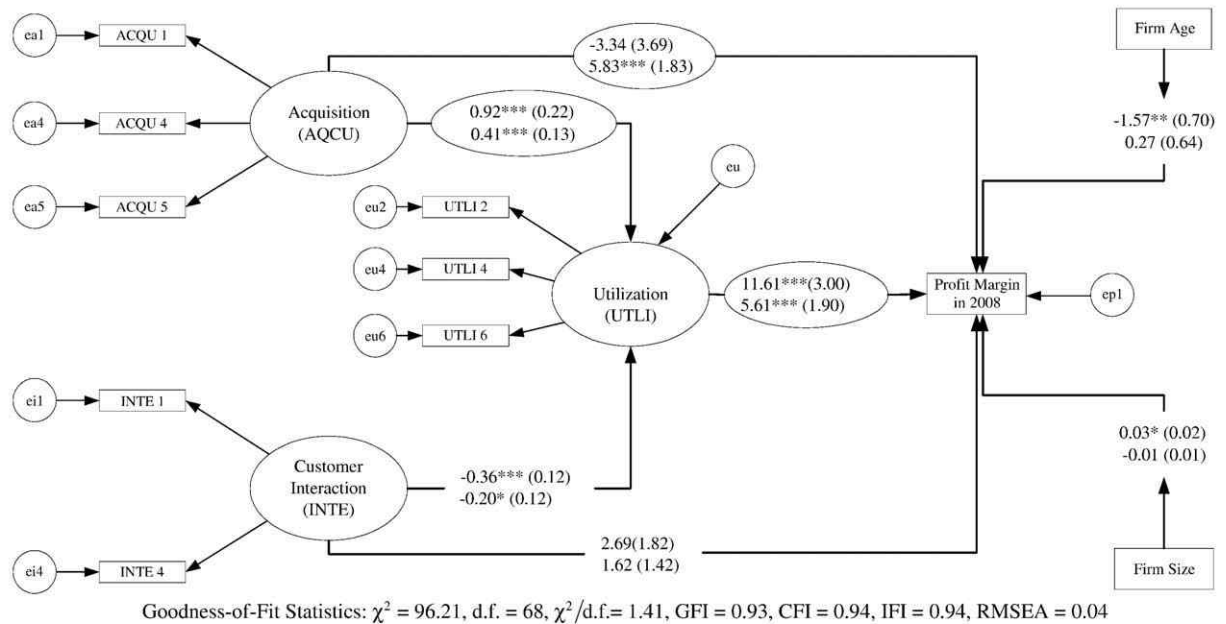 ea1
ACQU 1
ea4
ACQU 4
ea5
ACQU 5
Acquisition
(AQCU)
-3.34 (3.69)
5.83*** (1.83)
0.92*** (0.22)
0.41*** (0.13)
Firm Age
-1.57** (0.70)
0.27 (0.64)
eu
eu2
UTLI 2
eu4
UTLI 4
eu6
UTLI 6
Utilization
(UTLI)
11.61***(3.00)
5.61*** (1.90)
Profit Margin
in 2008
ep1
ei1
INTE 1
ei4
INTE 4
Customer
Interaction
(INTE)
-0.36*** (0.12)
-0.20* (0.12)
2.69(1.82)
1.62 (1.42)
0.03* (0.02)
-0.01 (0.01)
Firm Size
Goodness-of-Fit Statistics: χ² = 96.21, d.f. = 68, χ²/d.f.= 1.41, GFI = 0.93, CFI = 0.94, IFI = 0.94, RMSEA = 0.04